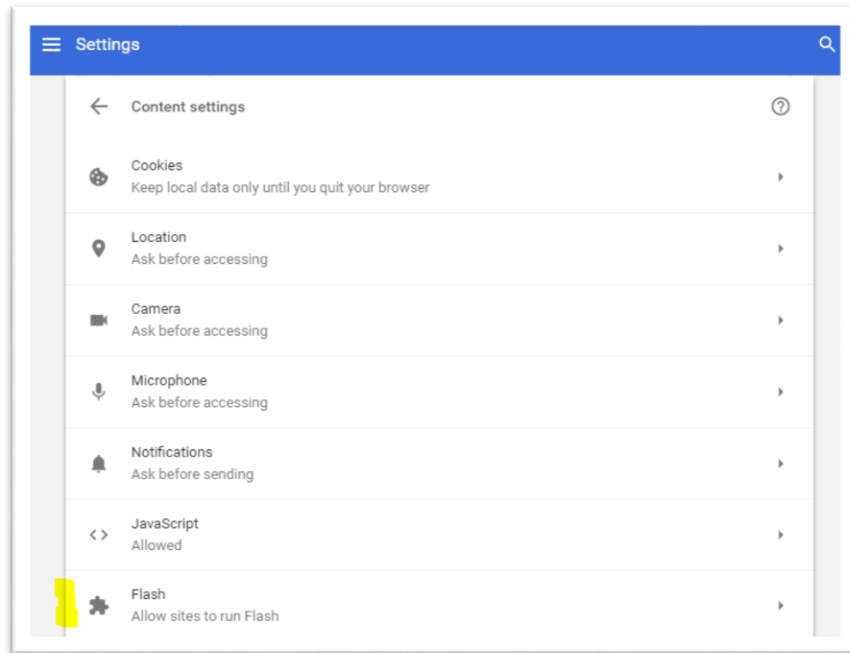 Settings
Content settings
Cookies
Keep local data only until you quit your browser
Location
Ask before accessing
Camera
Ask before accessing
Microphone
Ask before accessing
Notifications
Ask before sending
JavaScript
Allowed
Flash
Allow sites to run Flash